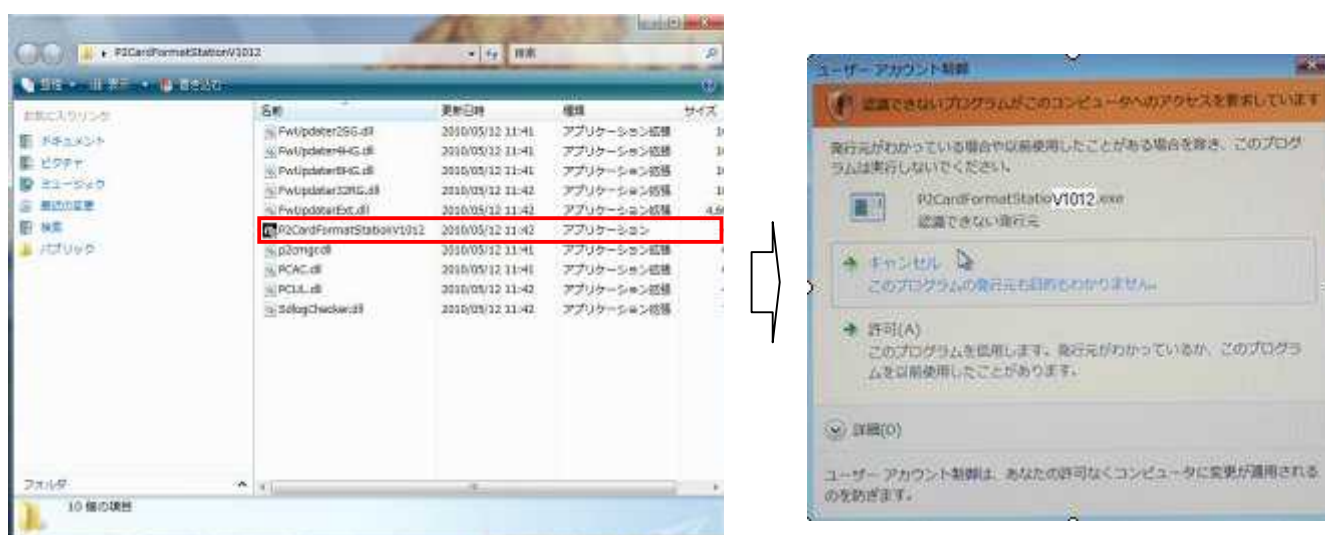 P2CardFormatStationV1012
検索
整理 表示 書き込む
お気に入りリンク
ドキュメント
ピクチャ
ミュージック
最近の変更
検索
パブリック
名前 更新日時 種類 サイズ
FwUpdater2SG.dll 2010/05/12 11:41 アプリケーション拡張
FwUpdater4HG.dll 2010/05/12 11:41 アプリケーション拡張
FwUpdater8HG.dll 2010/05/12 11:41 アプリケーション拡張
FwUpdater32RG.dll 2010/05/12 11:42 アプリケーション拡張
FwUpdaterExt.dll 2010/05/12 11:42 アプリケーション拡張
P2CardFormatStationV1012 2010/05/12 11:42 アプリケーション
p2cmgr.dll 2010/05/12 11:41 アプリケーション拡張
PCAC.dll 2010/05/12 11:41 アプリケーション拡張
PCUL.dll 2010/05/12 11:42 アプリケーション拡張
SdlogChecker.dll 2010/05/12 11:42 アプリケーション拡張
フォルダ
10 個の項目
ユーザー アカウント制御
認識できないプログラムがこのコンピュータへのアクセスを要求しています
発行元がわかっている場合や以前使用したことがある場合を除き、このプログ
ラムは実行しないでください。
P2CardFormatStatioV1012.exe
認識できない発行元
キャンセル
このプログラムの発行元も目的もわかりません。
許可(A)
このプログラムを信用します。発行元がわかっているか、このプログラ
ムを以前使用したことがあります。
詳細(O)
ユーザー アカウント制御は、あなたの許可なくコンピュータに変更が適用される
のを防ぎます。